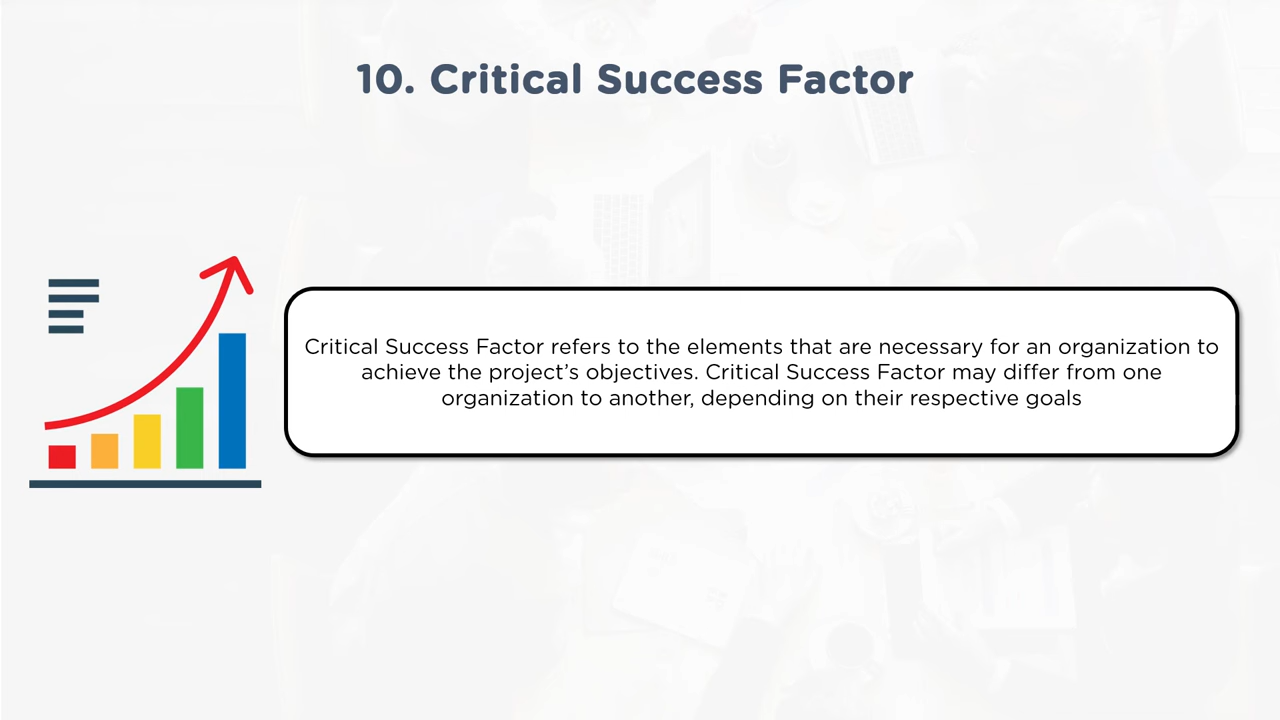 10. Critical Success Factor
Critical Success Factor refers to the elements that are necessary for an organization to
achieve the project’s objectives. Critical Success Factor may differ from one
organization to another, depending on their respective goals